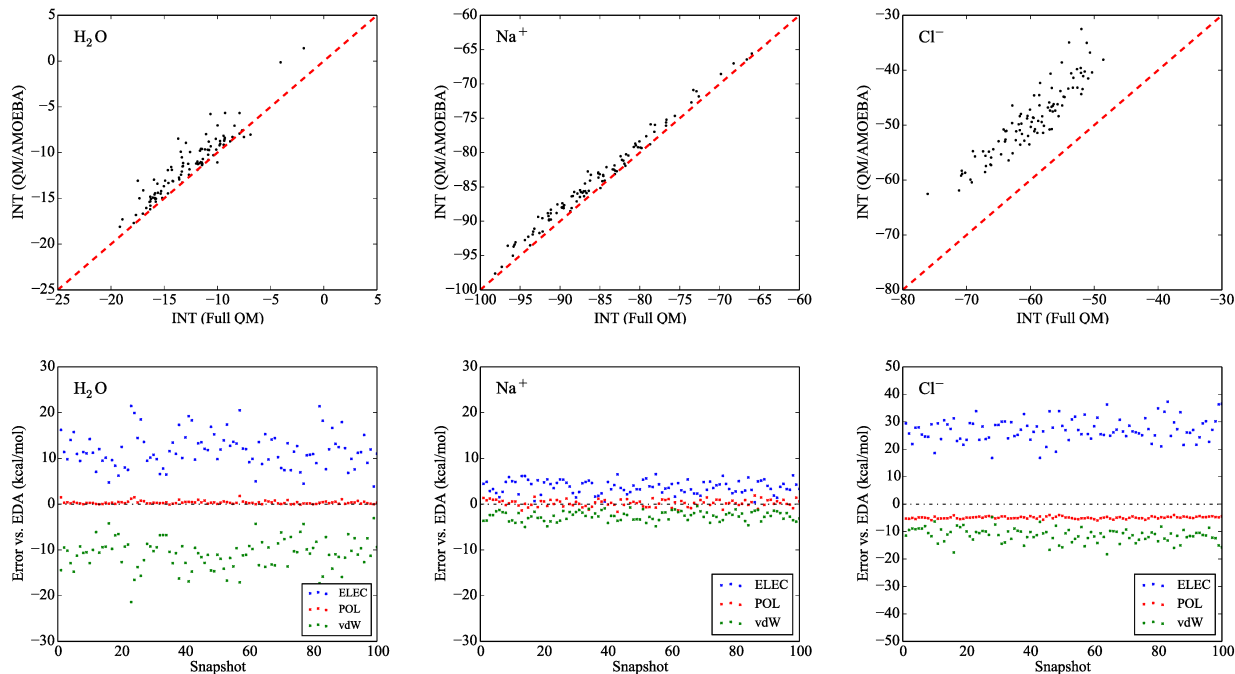 H₂O
INT (QM/AMOEBA)
5
0
−5
−10
−15
−20
−25
−25 −20 −15 −10 −5 0 5
INT (Full QM)
Na⁺
INT (QM/AMOEBA)
−60
−65
−70
−75
−80
−85
−90
−95
−100
−100 −95 −90 −85 −80 −75 −70 −65 −60
INT (Full QM)
Cl⁻
INT (QM/AMOEBA)
−30
−40
−50
−60
−70
−80
−80 −70 −60 −50 −40 −30
INT (Full QM)
H₂O
Error vs. EDA (kcal/mol)
30
20
10
0
−10
−20
−30
0 20 40 60 80 100
Snapshot
ELEC
POL
vdW
Na⁺
Error vs. EDA (kcal/mol)
30
20
10
0
−10
−20
−30
0 20 40 60 80 100
Snapshot
ELEC
POL
vdW
Cl⁻
Error vs. EDA (kcal/mol)
50
40
30
20
10
0
−10
−20
−30
−40
−50
0 20 40 60 80 100
Snapshot
ELEC
POL
vdW